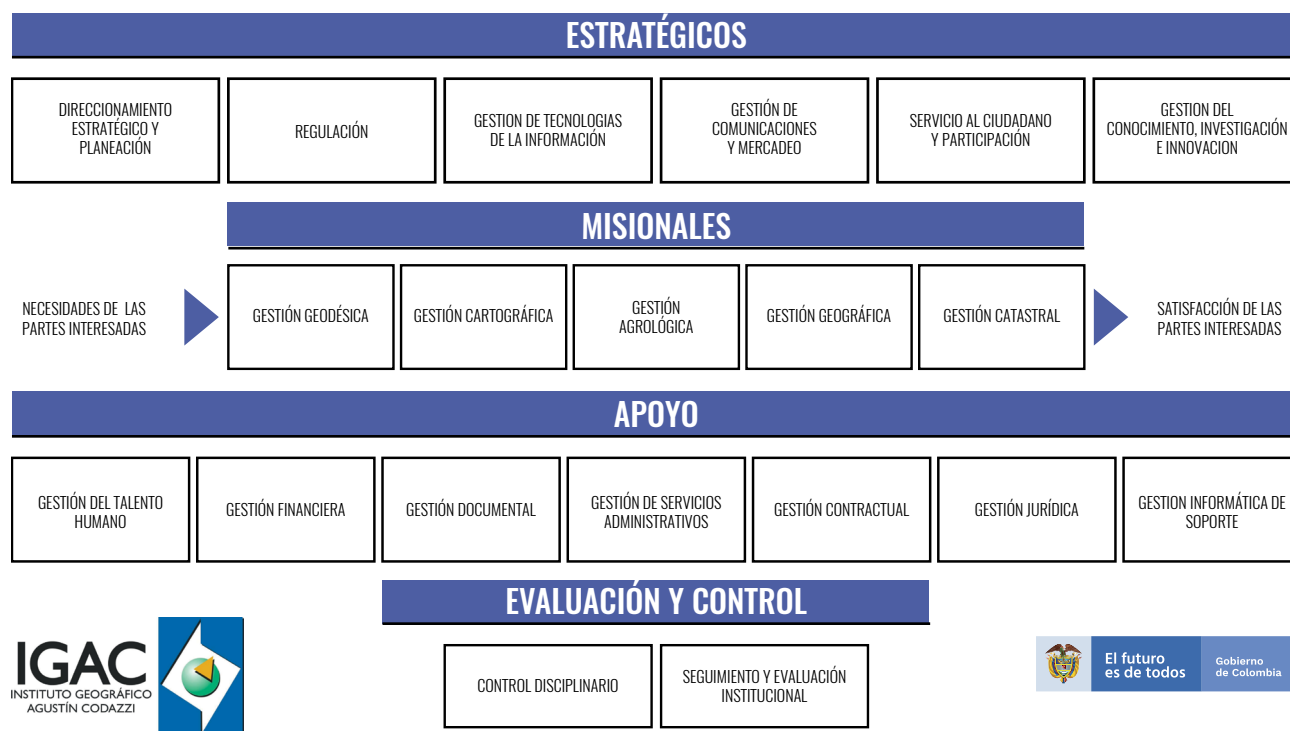 ESTRATÉGICOS
DIRECCIONAMIENTO
ESTRATÉGICO Y
PLANEACIÓN
REGULACIÓN
GESTION DE TECNOLOGIAS
DE LA INFORMACIÓN
GESTIÓN DE
COMUNICACIONES
Y MERCADEO
SERVICIO AL CIUDADANO
Y PARTICIPACIÓN
GESTION DEL
CONOCIMIENTO, INVESTIGACIÓN
E INNOVACION
MISIONALES
NECESIDADES DE LAS
PARTES INTERESADAS
GESTIÓN GEODÉSICA
GESTIÓN CARTOGRÁFICA
GESTIÓN
AGROLÓGICA
GESTIÓN GEOGRÁFICA
GESTIÓN CATASTRAL
SATISFACCIÓN DE LAS
PARTES INTERESADAS
APOYO
GESTIÓN DEL TALENTO
HUMANO
GESTIÓN FINANCIERA
GESTIÓN DOCUMENTAL
GESTIÓN DE SERVICIOS
ADMINISTRATIVOS
GESTIÓN CONTRACTUAL
GESTIÓN JURÍDICA
GESTION INFORMÁTICA DE
SOPORTE
EVALUACIÓN Y CONTROL
CONTROL DISCIPLINARIO
SEGUIMIENTO Y EVALUACIÓN
INSTITUCIONAL
IGAC
INSTITUTO GEOGRÁFICO
AGUSTÍN CODAZZI
El futuro
es de todos
Gobierno
de Colombia